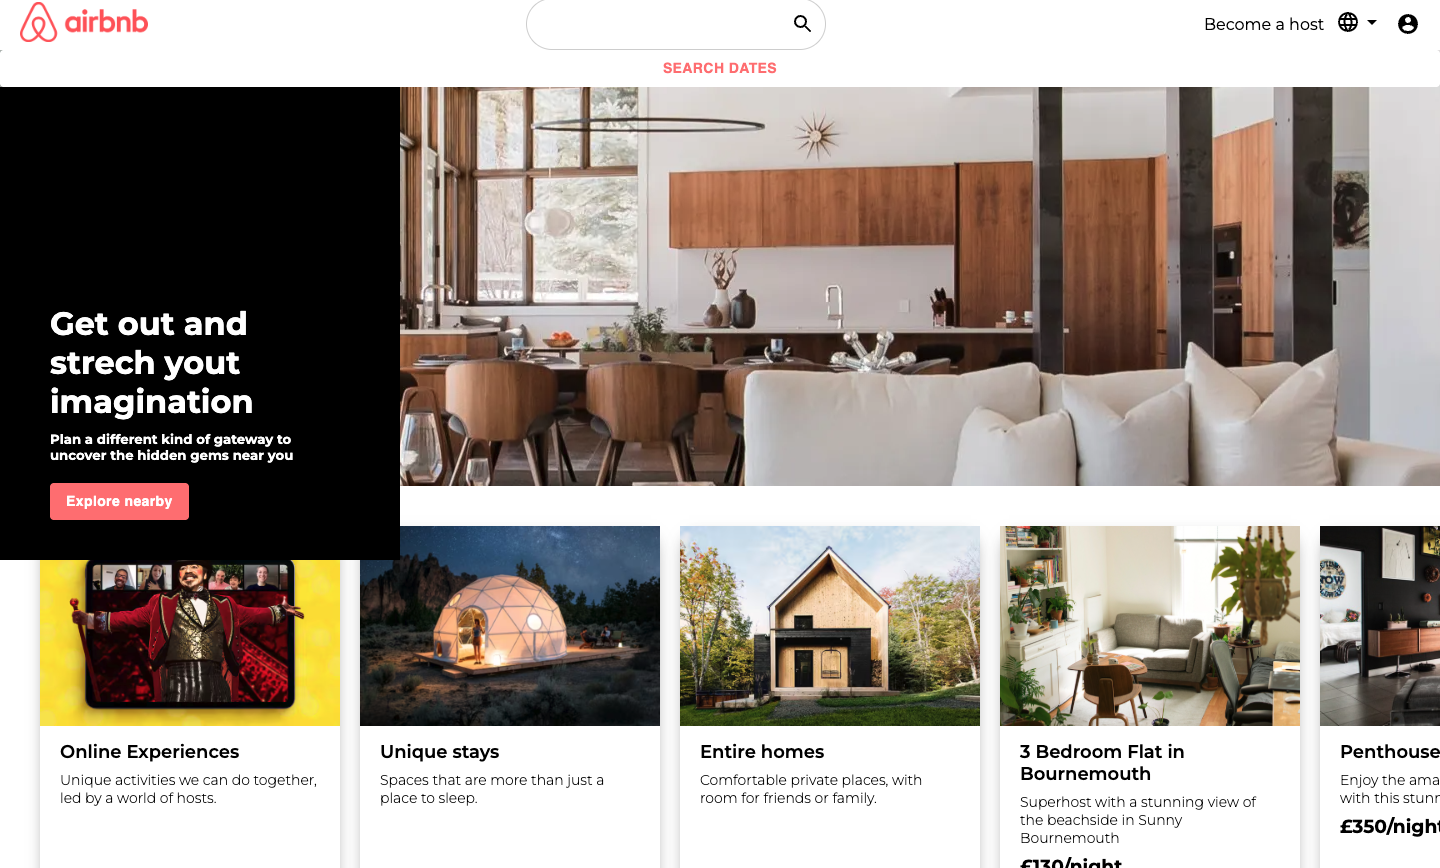 airbnb
Become a host
SEARCH DATES
Get out and
strech yout
imagination
Plan a different kind of gateway to
uncover the hidden gems near you
Explore nearby
Online Experiences
Unique activities we can do together,
led by a world of hosts.
Unique stays
Spaces that are more than just a
place to sleep.
Entire homes
Comfortable private places, with
room for friends or family.
3 Bedroom Flat in
Bournemouth
Superhost with a stunning view of
the beachside in Sunny
Bournemouth
£130/night
Penthouse
Enjoy the ama
with this stunn
£350/night